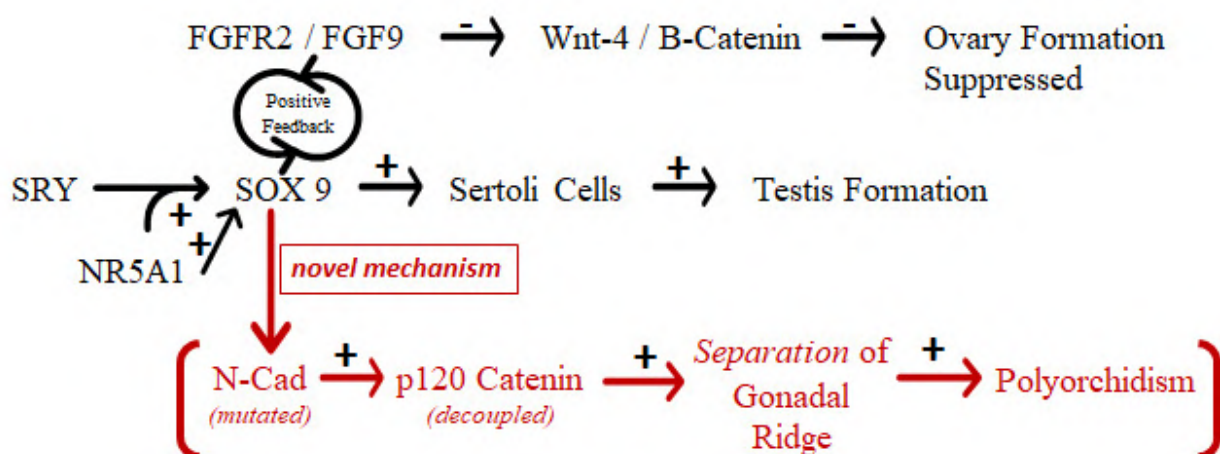 FGFR2 / FGF9 - Wnt-4 / B-Catenin - Ovary Formation
Suppressed
Positive
Feedback
SRY SOX 9 + Sertoli Cells + Testis Formation
+
+
NR5A1
novel mechanism
N-Cad + p120 Catenin + Separation of + Polyorchidism
(mutated) (decoupled) Gonadal
Ridge